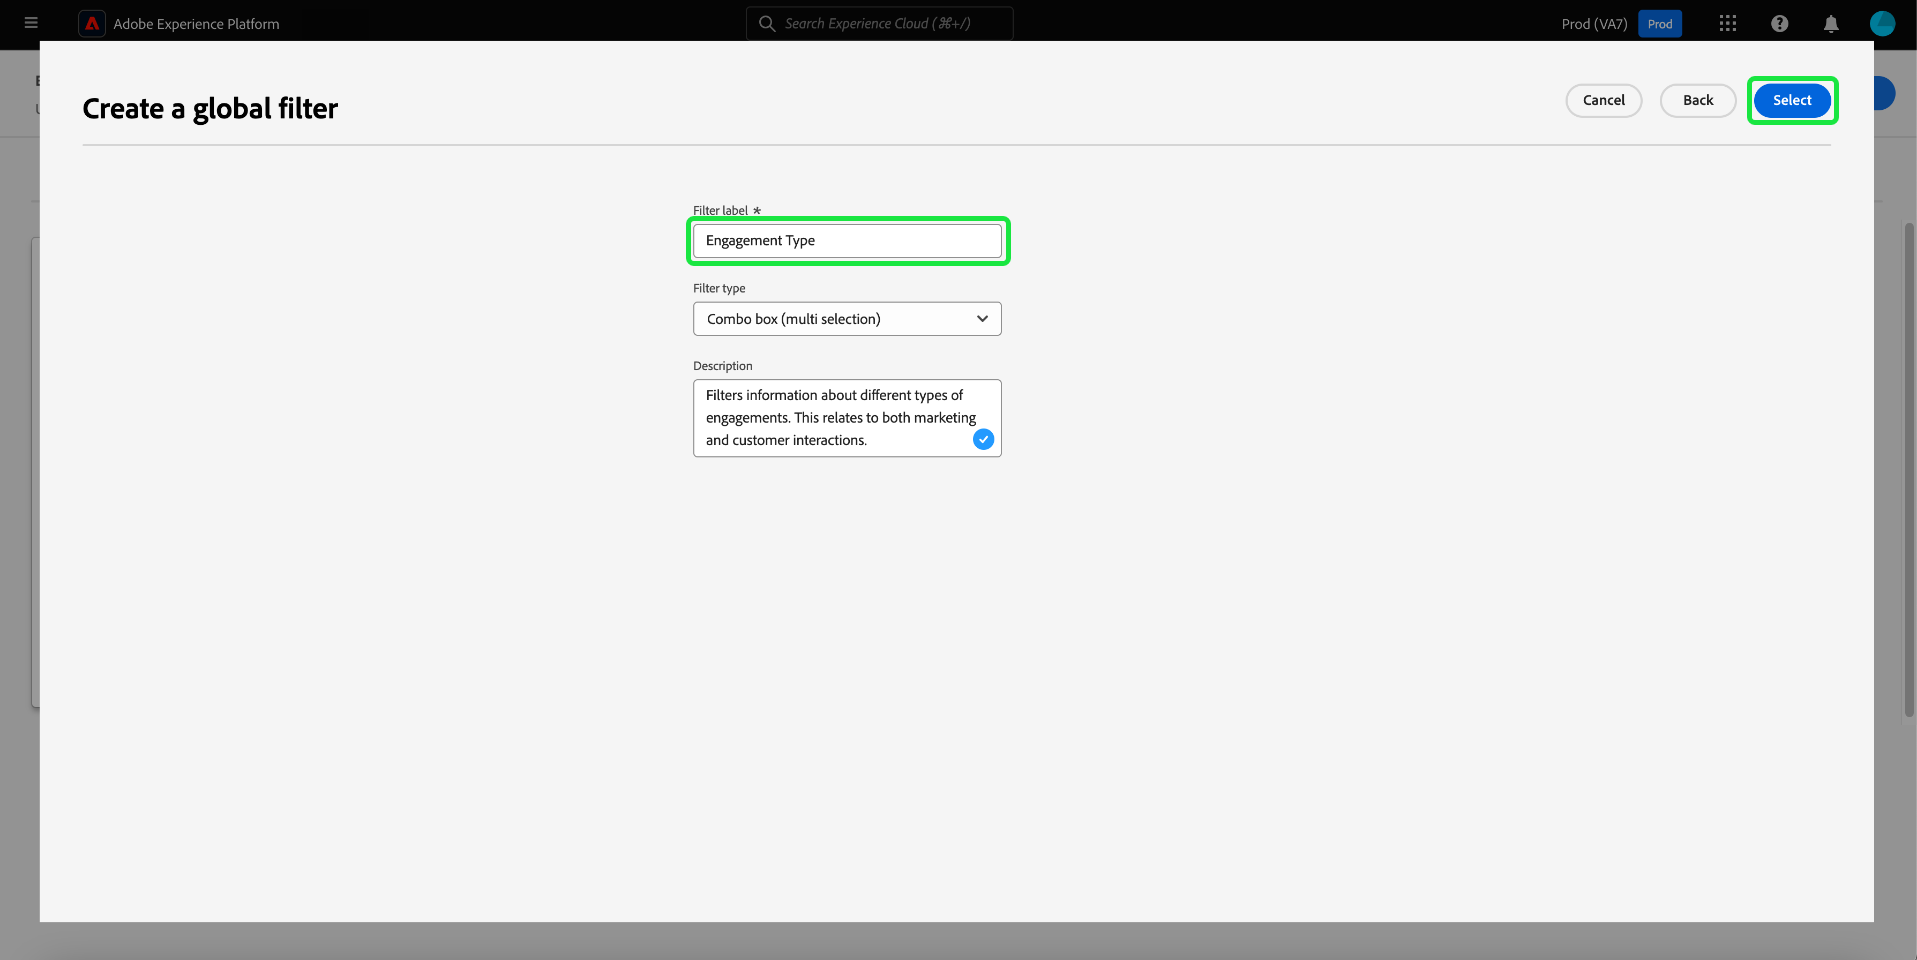 Adobe Experience Platform
Search Experience Cloud (⌘+/)
Prod (VA7)
Prod
Create a global filter
Cancel
Back
Select
Filter label *
Engagement Type
Filter type
Combo box (multi selection)
Description
Filters information about different types of
engagements. This relates to both marketing
and customer interactions.